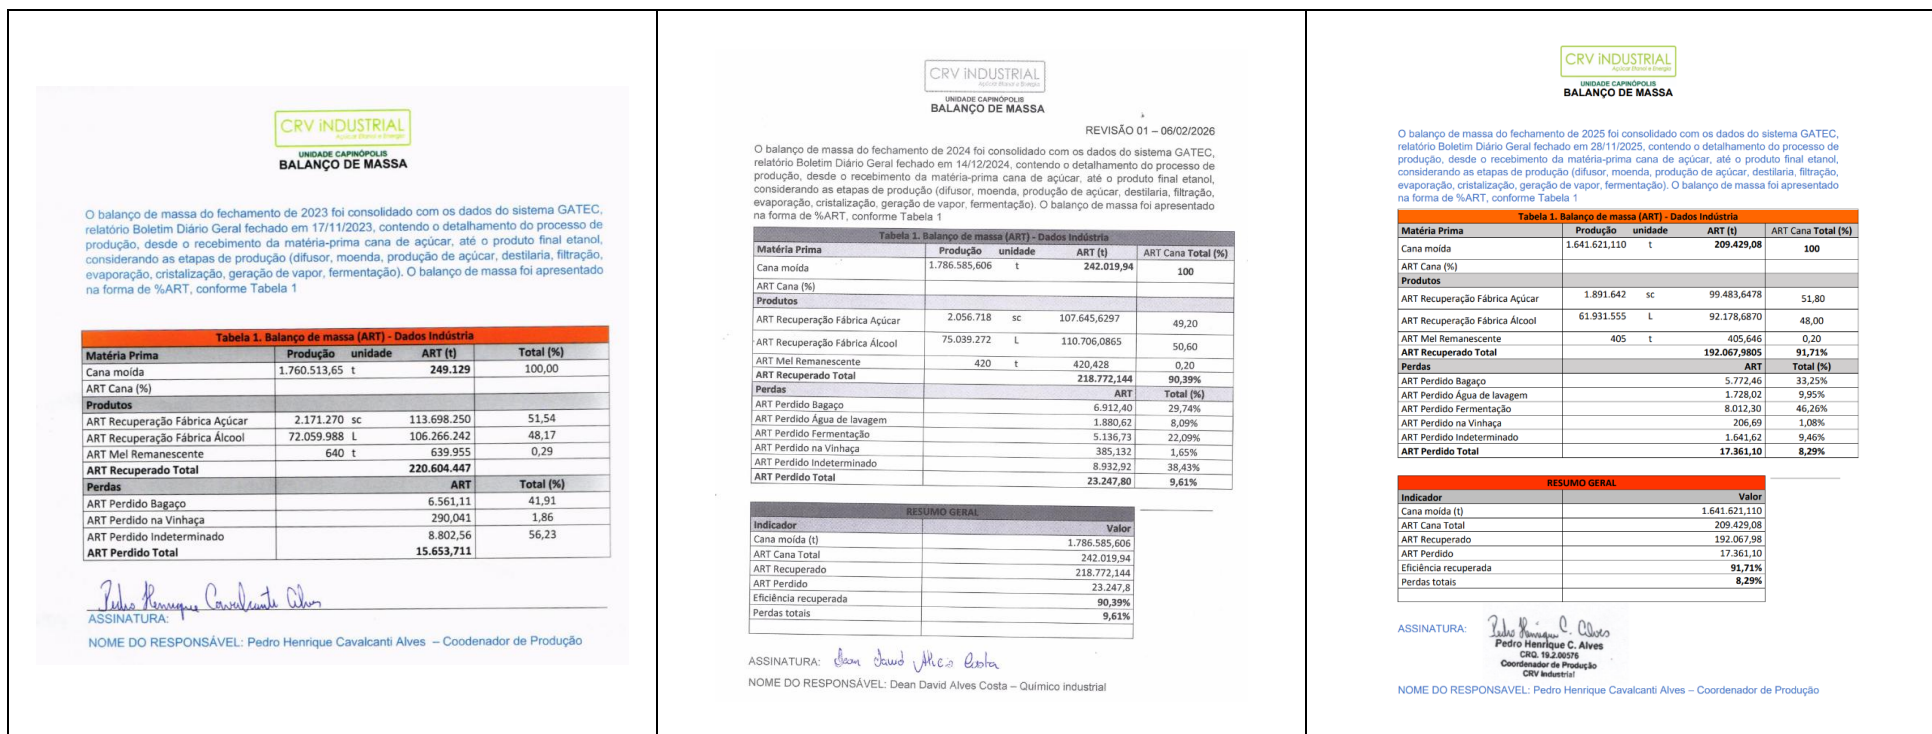 CRV iNDUSTRIAL
Açúcar Etanol e Energia
UNIDADE CAPINÓPOLIS
BALANÇO DE MASSA
O balanço de massa do fechamento de 2023 foi consolidado com os dados do sistema GATEC,
relatório Boletim Diário Geral fechado em 17/11/2023, contendo o detalhamento do processo de
produção, desde o recebimento da matéria-prima cana de açúcar, até o produto final etanol,
considerando as etapas de produção (difusor, moenda, produção de açúcar, destilaria, filtração,
evaporação, cristalização, geração de vapor, fermentação). O balanço de massa foi apresentado
na forma de %ART, conforme Tabela 1
Tabela 1. Balanço de massa (ART) - Dados Indústria
Matéria Prima Produção unidade ART (t) Total (%)
Cana moída 1.760.513,65 t 249.129 100,00
ART Cana (%)
Produtos
ART Recuperação Fábrica Açúcar 2.171.270 sc 113.698.250 51,54
ART Recuperação Fábrica Álcool 72.059.988 L 106.266.242 48,17
ART Mel Remanescente 640 t 639.955 0,29
ART Recuperado Total 220.604.447
Perdas ART Total (%)
ART Perdido Bagaço 6.561,11 41,91
ART Perdido na Vinhaça 290,041 1,86
ART Perdido Indeterminado 8.802,56 56,23
ART Perdido Total 15.653,711
Pedro Henrique Cavalcante Alves
ASSINATURA:
NOME DO RESPONSÁVEL: Pedro Henrique Cavalcanti Alves – Coodenador de Produção
CRV iNDUSTRIAL
Açúcar Etanol e Energia
UNIDADE CAPINÓPOLIS
BALANÇO DE MASSA
REVISÃO 01 – 06/02/2026
O balanço de massa do fechamento de 2024 foi consolidado com os dados do sistema GATEC,
relatório Boletim Diário Geral fechado em 14/12/2024, contendo o detalhamento do processo de
produção, desde o recebimento da matéria-prima cana de açúcar, até o produto final etanol,
considerando as etapas de produção (difusor, moenda, produção de açúcar, destilaria, filtração,
evaporação, cristalização, geração de vapor, fermentação). O balanço de massa foi apresentado
na forma de %ART, conforme Tabela 1
Tabela 1. Balanço de massa (ART) - Dados Indústria
Matéria Prima Produção unidade ART (t) ART Cana Total (%)
Cana moída 1.786.585,606 t 242.019,94 100
ART Cana (%)
Produtos
ART Recuperação Fábrica Açúcar 2.056.718 sc 107.645,6297 49,20
ART Recuperação Fábrica Álcool 75.039.272 L 110.706,0865 50,60
ART Mel Remanescente 420 t 420,428 0,20
ART Recuperado Total 218.772,144 90,39%
Perdas ART Total (%)
ART Perdido Bagaço 6.912,40 29,74%
ART Perdido Água de lavagem 1.880,62 8,09%
ART Perdido Fermentação 5.136,73 22,09%
ART Perdido na Vinhaça 385,132 1,65%
ART Perdido Indeterminado 8.932,92 38,43%
ART Perdido Total 23.247,80 9,61%
RESUMO GERAL
Indicador Valor
Cana moída (t) 1.786.585,606
ART Cana Total 242.019,94
ART Recuperado 218.772,144
ART Perdido 23.247,8
Eficiência recuperada 90,39%
Perdas totais 9,61%
ASSINATURA: Dean David Alves Costa
NOME DO RESPONSÁVEL: Dean David Alves Costa – Químico industrial
CRV iNDUSTRIAL
Açúcar Etanol e Energia
UNIDADE CAPINÓPOLIS
BALANÇO DE MASSA
O balanço de massa do fechamento de 2025 foi consolidado com os dados do sistema GATEC,
relatório Boletim Diário Geral fechado em 28/11/2025, contendo o detalhamento do processo de
produção, desde o recebimento da matéria-prima cana de açúcar, até o produto final etanol,
considerando as etapas de produção (difusor, moenda, produção de açúcar, destilaria, filtração,
evaporação, cristalização, geração de vapor, fermentação). O balanço de massa foi apresentado
na forma de %ART, conforme Tabela 1
Tabela 1. Balanço de massa (ART) - Dados Indústria
Matéria Prima Produção unidade ART (t) ART Cana Total (%)
Cana moída 1.641.621,110 t 209.429,08 100
ART Cana (%)
Produtos
ART Recuperação Fábrica Açúcar 1.891.642 sc 99.483,6478 51,80
ART Recuperação Fábrica Álcool 61.931.555 L 92.178,6870 48,00
ART Mel Remanescente 405 t 405,646 0,20
ART Recuperado Total 192.067,9805 91,71%
Perdas ART Total (%)
ART Perdido Bagaço 5.772,46 33,25%
ART Perdido Água de lavagem 1.728,02 9,95%
ART Perdido Fermentação 8.012,30 46,26%
ART Perdido na Vinhaça 206,69 1,08%
ART Perdido Indeterminado 1.641,62 9,46%
ART Perdido Total 17.361,10 8,29%
RESUMO GERAL
Indicador Valor
Cana moída (t) 1.641.621,110
ART Cana Total 209.429,08
ART Recuperado 192.067,98
ART Perdido 17.361,10
Eficiência recuperada 91,71%
Perdas totais 8,29%
ASSINATURA: Pedro Henrique C. Alves
Pedro Henrique C. Alves
CRQ. 19.2.00576
Coordenador de Produção
CRV Industrial
NOME DO RESPONSAVEL: Pedro Henrique Cavalcanti Alves – Coordenador de Produção